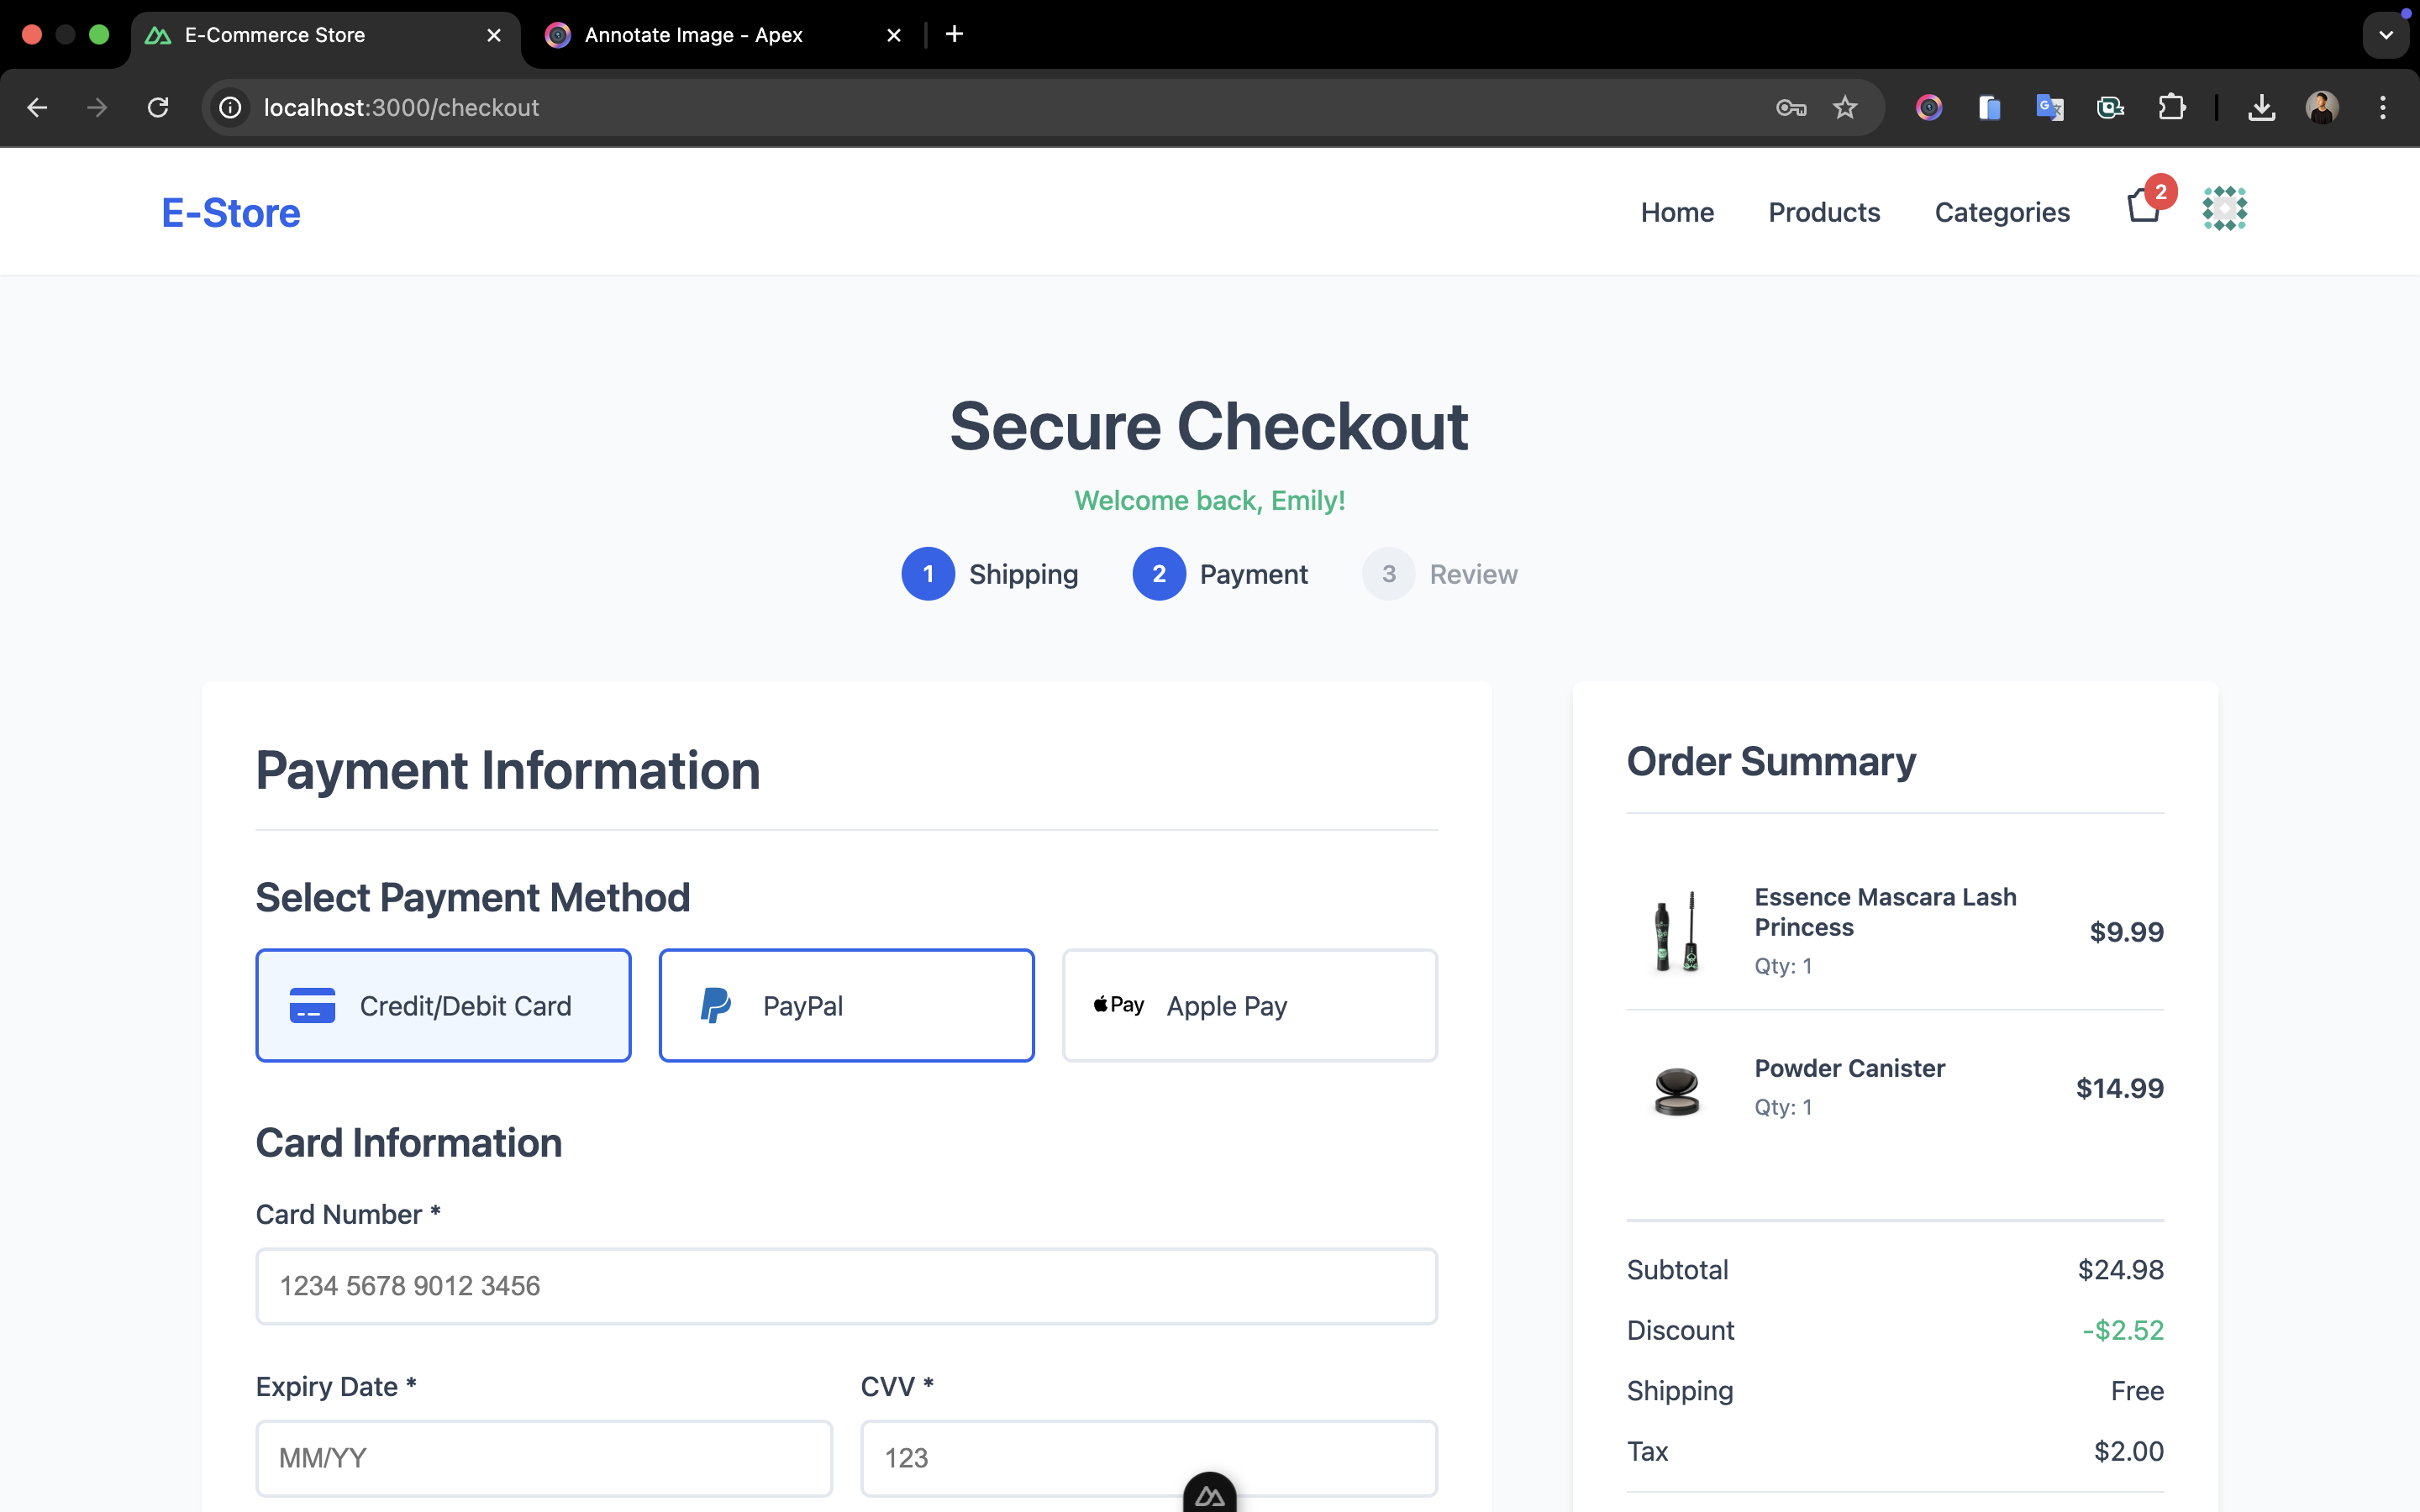 E-Commerce Store
Annotate Image - Apex
localhost:3000/checkout
E-Store
Home
Products
Categories
2
Secure Checkout
Welcome back, Emily!
1 Shipping
2 Payment
3 Review
Payment Information
Select Payment Method
Credit/Debit Card
PayPal
Pay Apple Pay
Card Information
Card Number *
1234 5678 9012 3456
Expiry Date *
CVV *
MM/YY
123
Order Summary
Essence Mascara Lash
Princess
$9.99
Qty: 1
Powder Canister
$14.99
Qty: 1
Subtotal $24.98
Discount -$2.52
Shipping Free
Tax $2.00